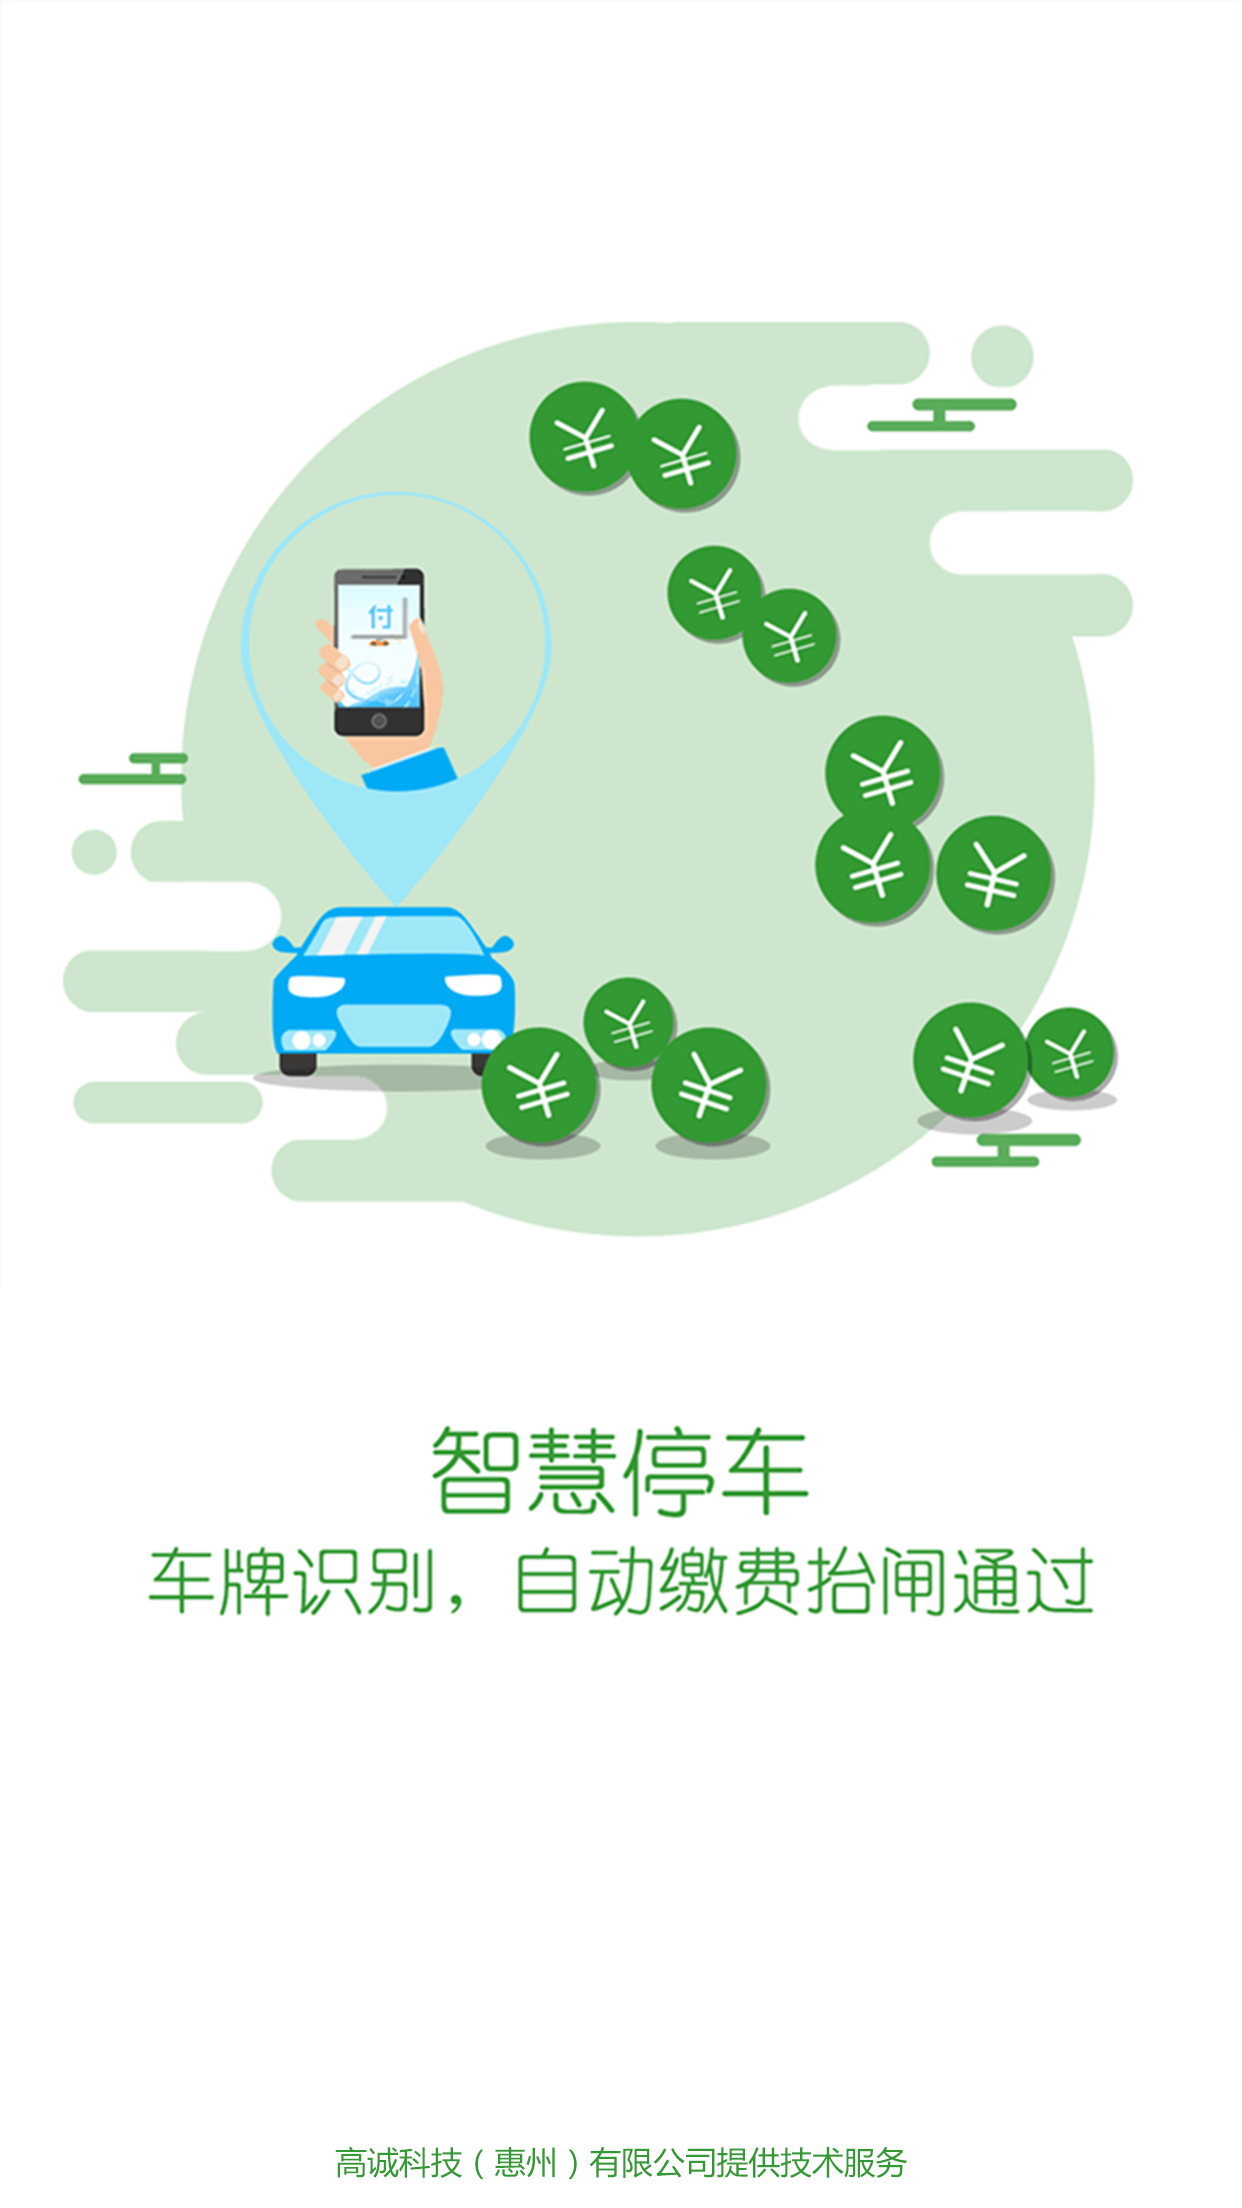 付
智慧停车
车牌识别，自动缴费抬闸通过
高诚科技（惠州）有限公司提供技术服务